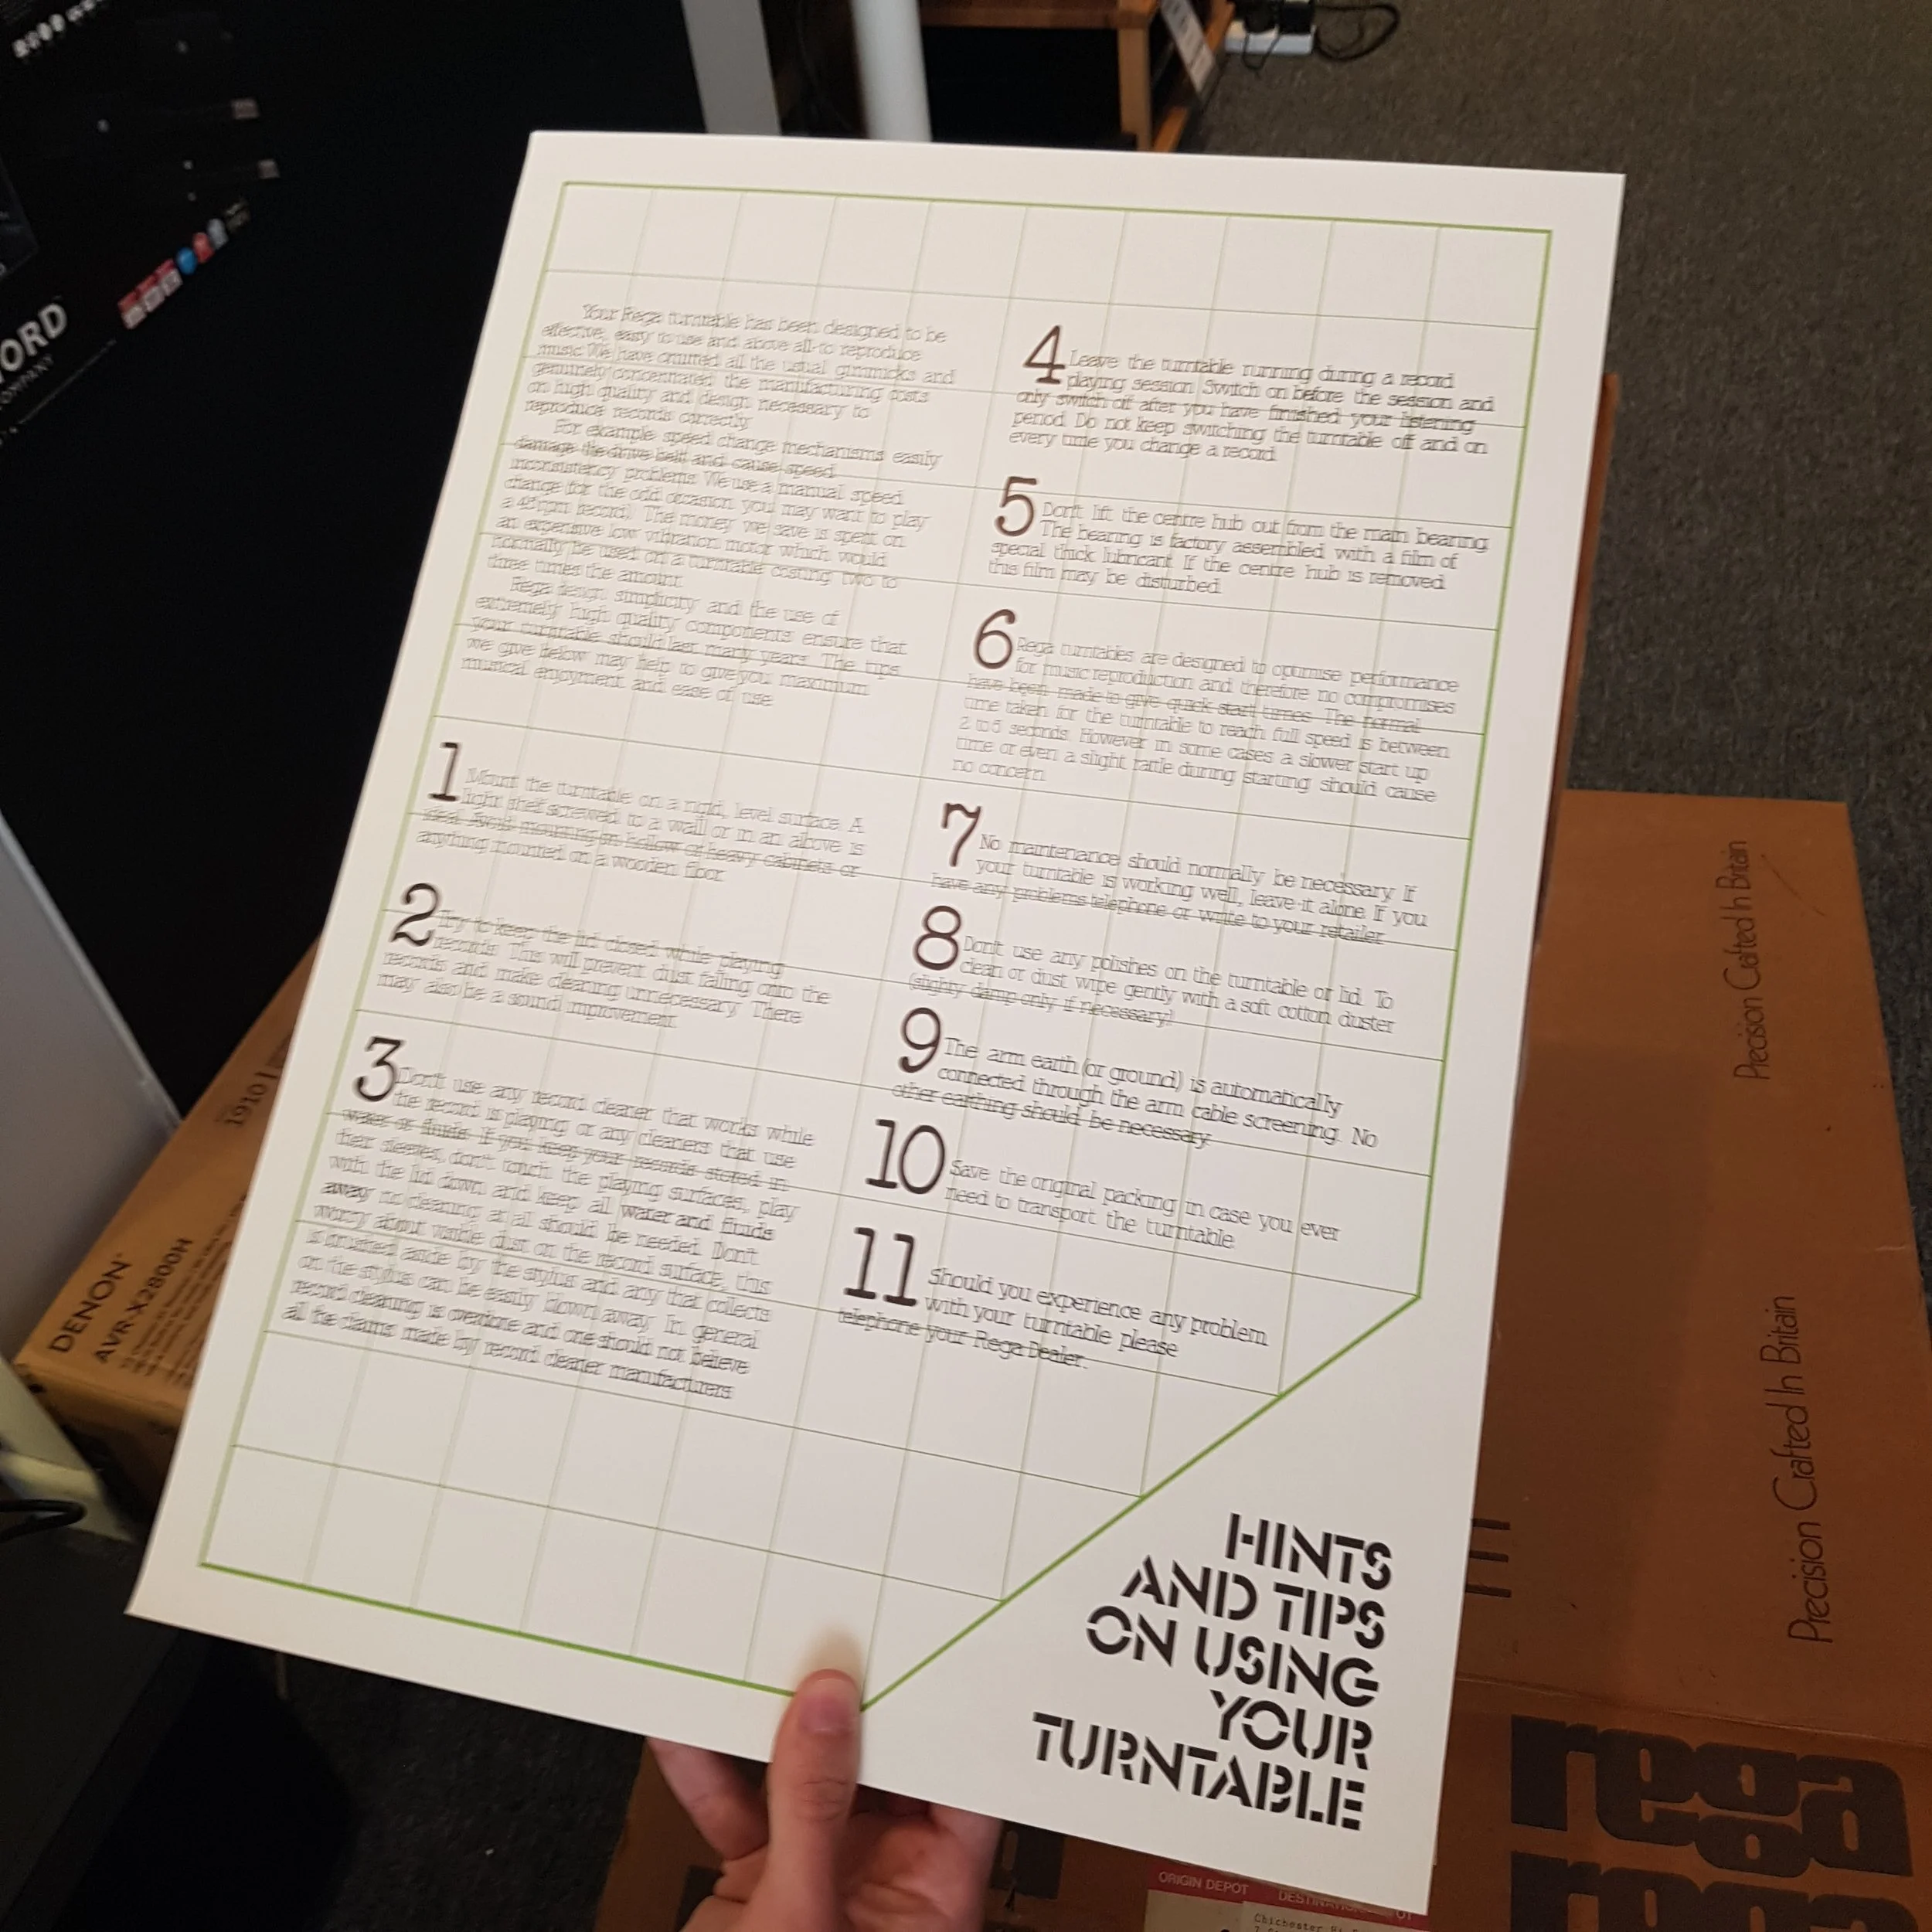 Your Rega turntable has been designed to be
effective, easy to use and above all to reproduce
music. We have omitted all the usual gimmicks and
genuinely concentrated the manufacturing costs
on high quality and design necessary to
reproduce records correctly.
For example speed change mechanisms easily
damage the drive belt and cause speed
inconsistency problems. We use a manual speed
change for the odd occasion you may want to play
a 45 rpm record. The money we save is spent on
an expensive low vibration motor which would
normally be used on a turntable costing two to
three times the amount.
Rega design simplicity and the use of
extremely high quality components ensure that
your turntable should last many years. The tips
we give below may help to give you maximum
musical enjoyment and ease of use.
1 Mount the turntable on a rigid, level surface. A
light shelf screwed to a wall or in an above is
ideal. Avoid mounting in hollow or heavy cabinets or
anything mounted on a wooden floor.
2 Try to keep the lid closed while playing
records. This will prevent dust falling onto the
records and make cleaning unnecessary. There
may also be a sound improvement.
3 Don't use any record cleaner that works while
the record is playing or any cleaners that use
water or fluids. If you keep your records stored in
their sleeves, don't touch the playing surfaces, play
with the lid down and keep all water and fluids
away no cleaning at all should be needed. Don't
worry about visible dust on the record surface, this
is brushed aside by the stylus and any that collects
on the stylus can be easily blown away. In general
record cleaning is overdone and one should not believe
all the claims made by record cleaner manufacturers.
4 Leave the turntable running during a record
playing session. Switch on before the session and
only switch off after you have finished your listening
period. Do not keep switching the turntable off and on
every time you change a record.
5 Don't lift the centre hub out from the main bearing.
The bearing is factory assembled with a film of
special thick lubricant. If the centre hub is removed
this film may be disturbed.
6 Rega turntables are designed to optimise performance
for music reproduction and therefore no compromises
have been made to give quick start times. The normal
time taken for the turntable to reach full speed is between
2 to 5 seconds. However in some cases a slower start up
time or even a slight rattle during starting should cause
no concern.
7 No maintenance should normally be necessary. If
your turntable is working well, leave it alone. If you
have any problems telephone or write to your retailer.
8 Don't use any polishes on the turntable or lid. To
clean or dust wipe gently with a soft cotton duster
(slightly damp only if necessary).
9 The arm earth (or ground) is automatically
connected through the arm cable screening. No
other earthing should be necessary.
10 Save the original packing in case you ever
need to transport the turntable.
11 Should you experience any problem
with your turntable please
telephone your Rega Dealer.
HINTS
AND TIPS
ON USING
YOUR
TURNTABLE
DENON
AVR-X2800H
1910
ORD
COMPANY
Precision Crafted In Britain
Precision Crafted In Britain
rega
rega
ORIGIN DEPOT
Chichester